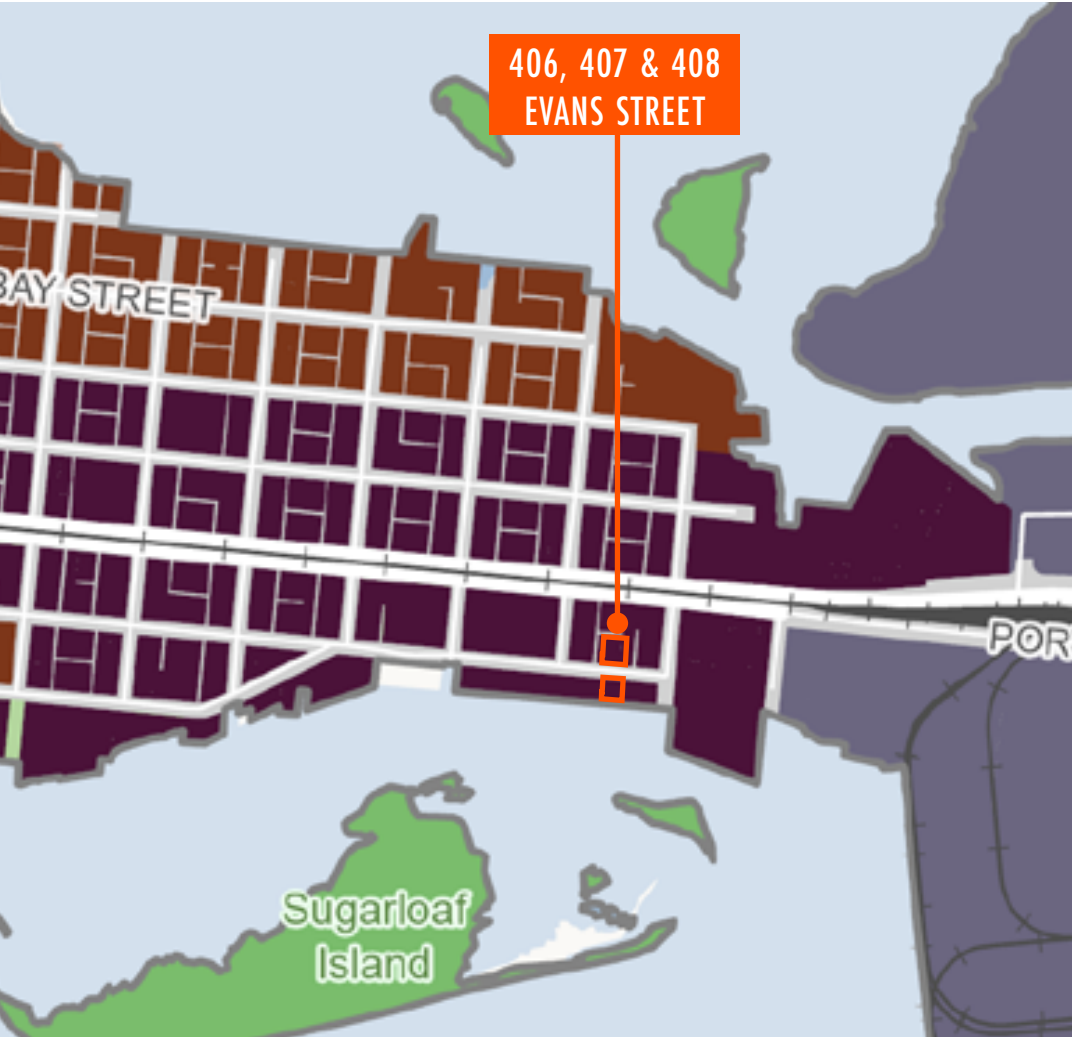 406, 407 & 408
EVANS STREET
BAY STREET
POR
Sugarloaf
Island